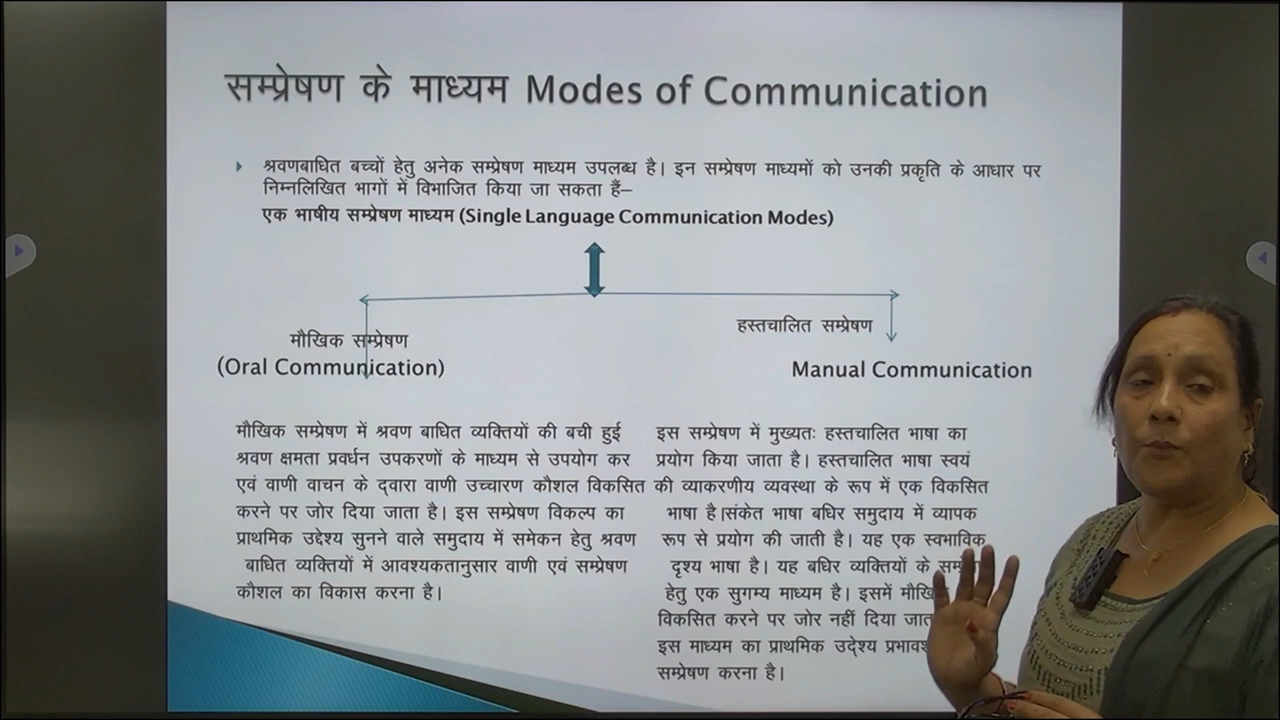 सम्प्रेषण के माध्यम Modes of Communication
श्रवणबाधित बच्चों हेतु अनेक सम्प्रेषण माध्यम उपलब्ध है। इन सम्प्रेषण माध्यमों को उनकी प्रकृति के आधार पर
निम्नलिखित भागों में विभाजित किया जा सकता हैं–
एक भाषीय सम्प्रेषण माध्यम (Single Language Communication Modes)
मौखिक सम्प्रेषण
(Oral Communication)
मौखिक सम्प्रेषण में श्रवण बाधित व्यक्तियों की बची हुई
श्रवण क्षमता प्रवर्धन उपकरणों के माध्यम से उपयोग कर
एवं वाणी वाचन के द्वारा वाणी उच्चारण कौशल विकसित
करने पर जोर दिया जाता है। इस सम्प्रेषण विकल्प का
प्राथमिक उद्देश्य सुनने वाले समुदाय में समेकन हेतु श्रवण
बाधित व्यक्तियों में आवश्यकतानुसार वाणी एवं सम्प्रेषण
कौशल का विकास करना है।
हस्तचालित सम्प्रेषण
Manual Communication
इस सम्प्रेषण में मुख्यतः हस्तचालित भाषा का
प्रयोग किया जाता है। हस्तचालित भाषा स्वयं
की व्याकरणीय व्यवस्था के रूप में एक विकसित
भाषा है।संकेत भाषा बधिर समुदाय में व्यापक
रूप से प्रयोग की जाती है। यह एक स्वभाविक
दृश्य भाषा है। यह बधिर व्यक्तियों के
हेतु एक सुगम्य माध्यम है। इसमें
विकसित करने पर जोर नहीं दिया
इस माध्यम का प्राथमिक उदे्श्य
सम्प्रेषण करना है।